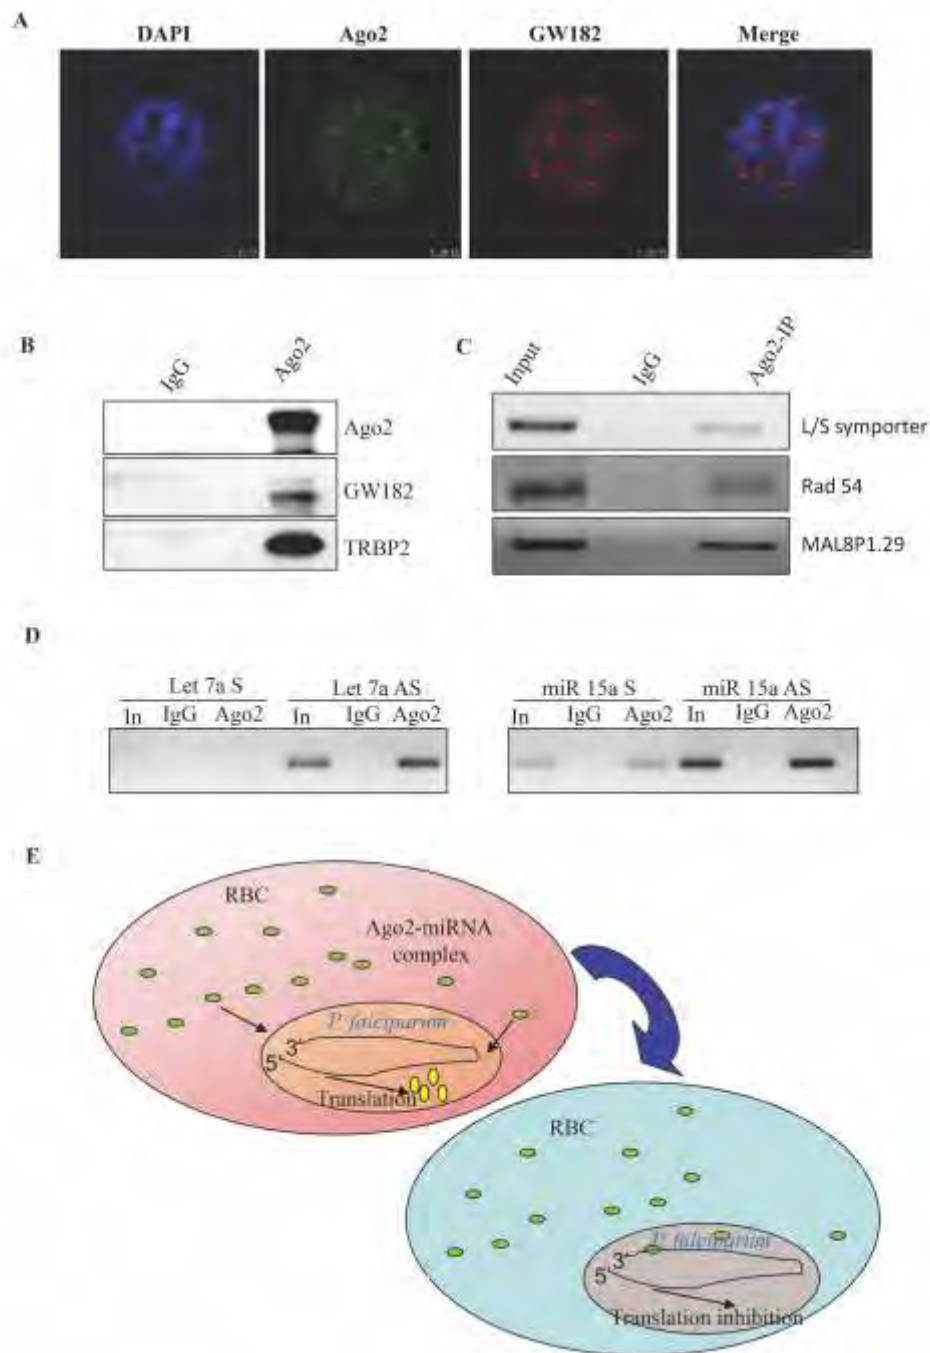 A
DAPI Ago2 GW182 Merge
B
IgG Ago2
Ago2
GW182
TRBP2
C
Input IgG Ago2-IP
L/S symporter
Rad 54
MAL8P1.29
D
Let 7a S Let 7a AS
In IgG Ago2 In IgG Ago2
miR 15a S miR 15a AS
In IgG Ago2 In IgG Ago2
E
RBC
Ago2-miRNA
complex
P falciparum
3'
5'
Translation
RBC
P falciparum
3'
5'
Translation inhibition